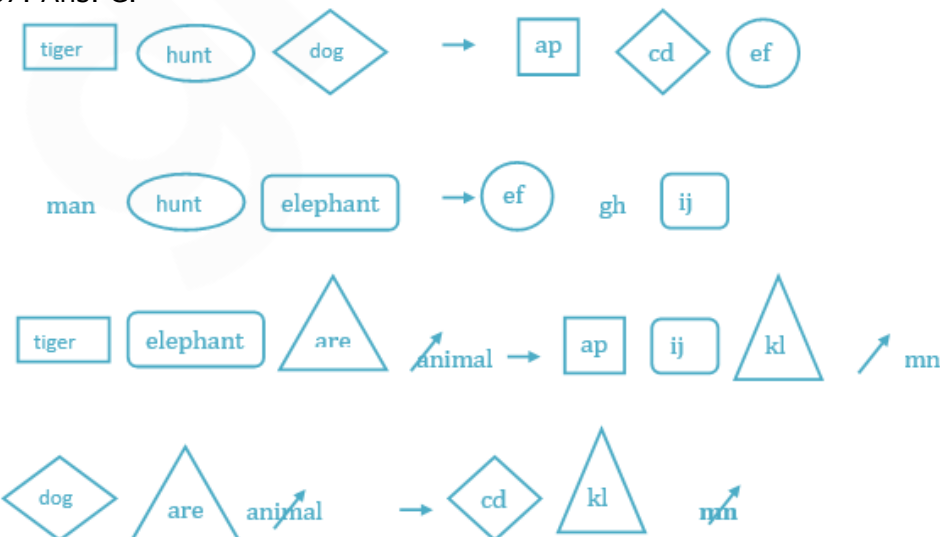 tiger hunt dog → ap cd ef
man hunt elephant → ef gh ij
tiger elephant are animal → ap ij kl mn
dog are animal → cd kl mn